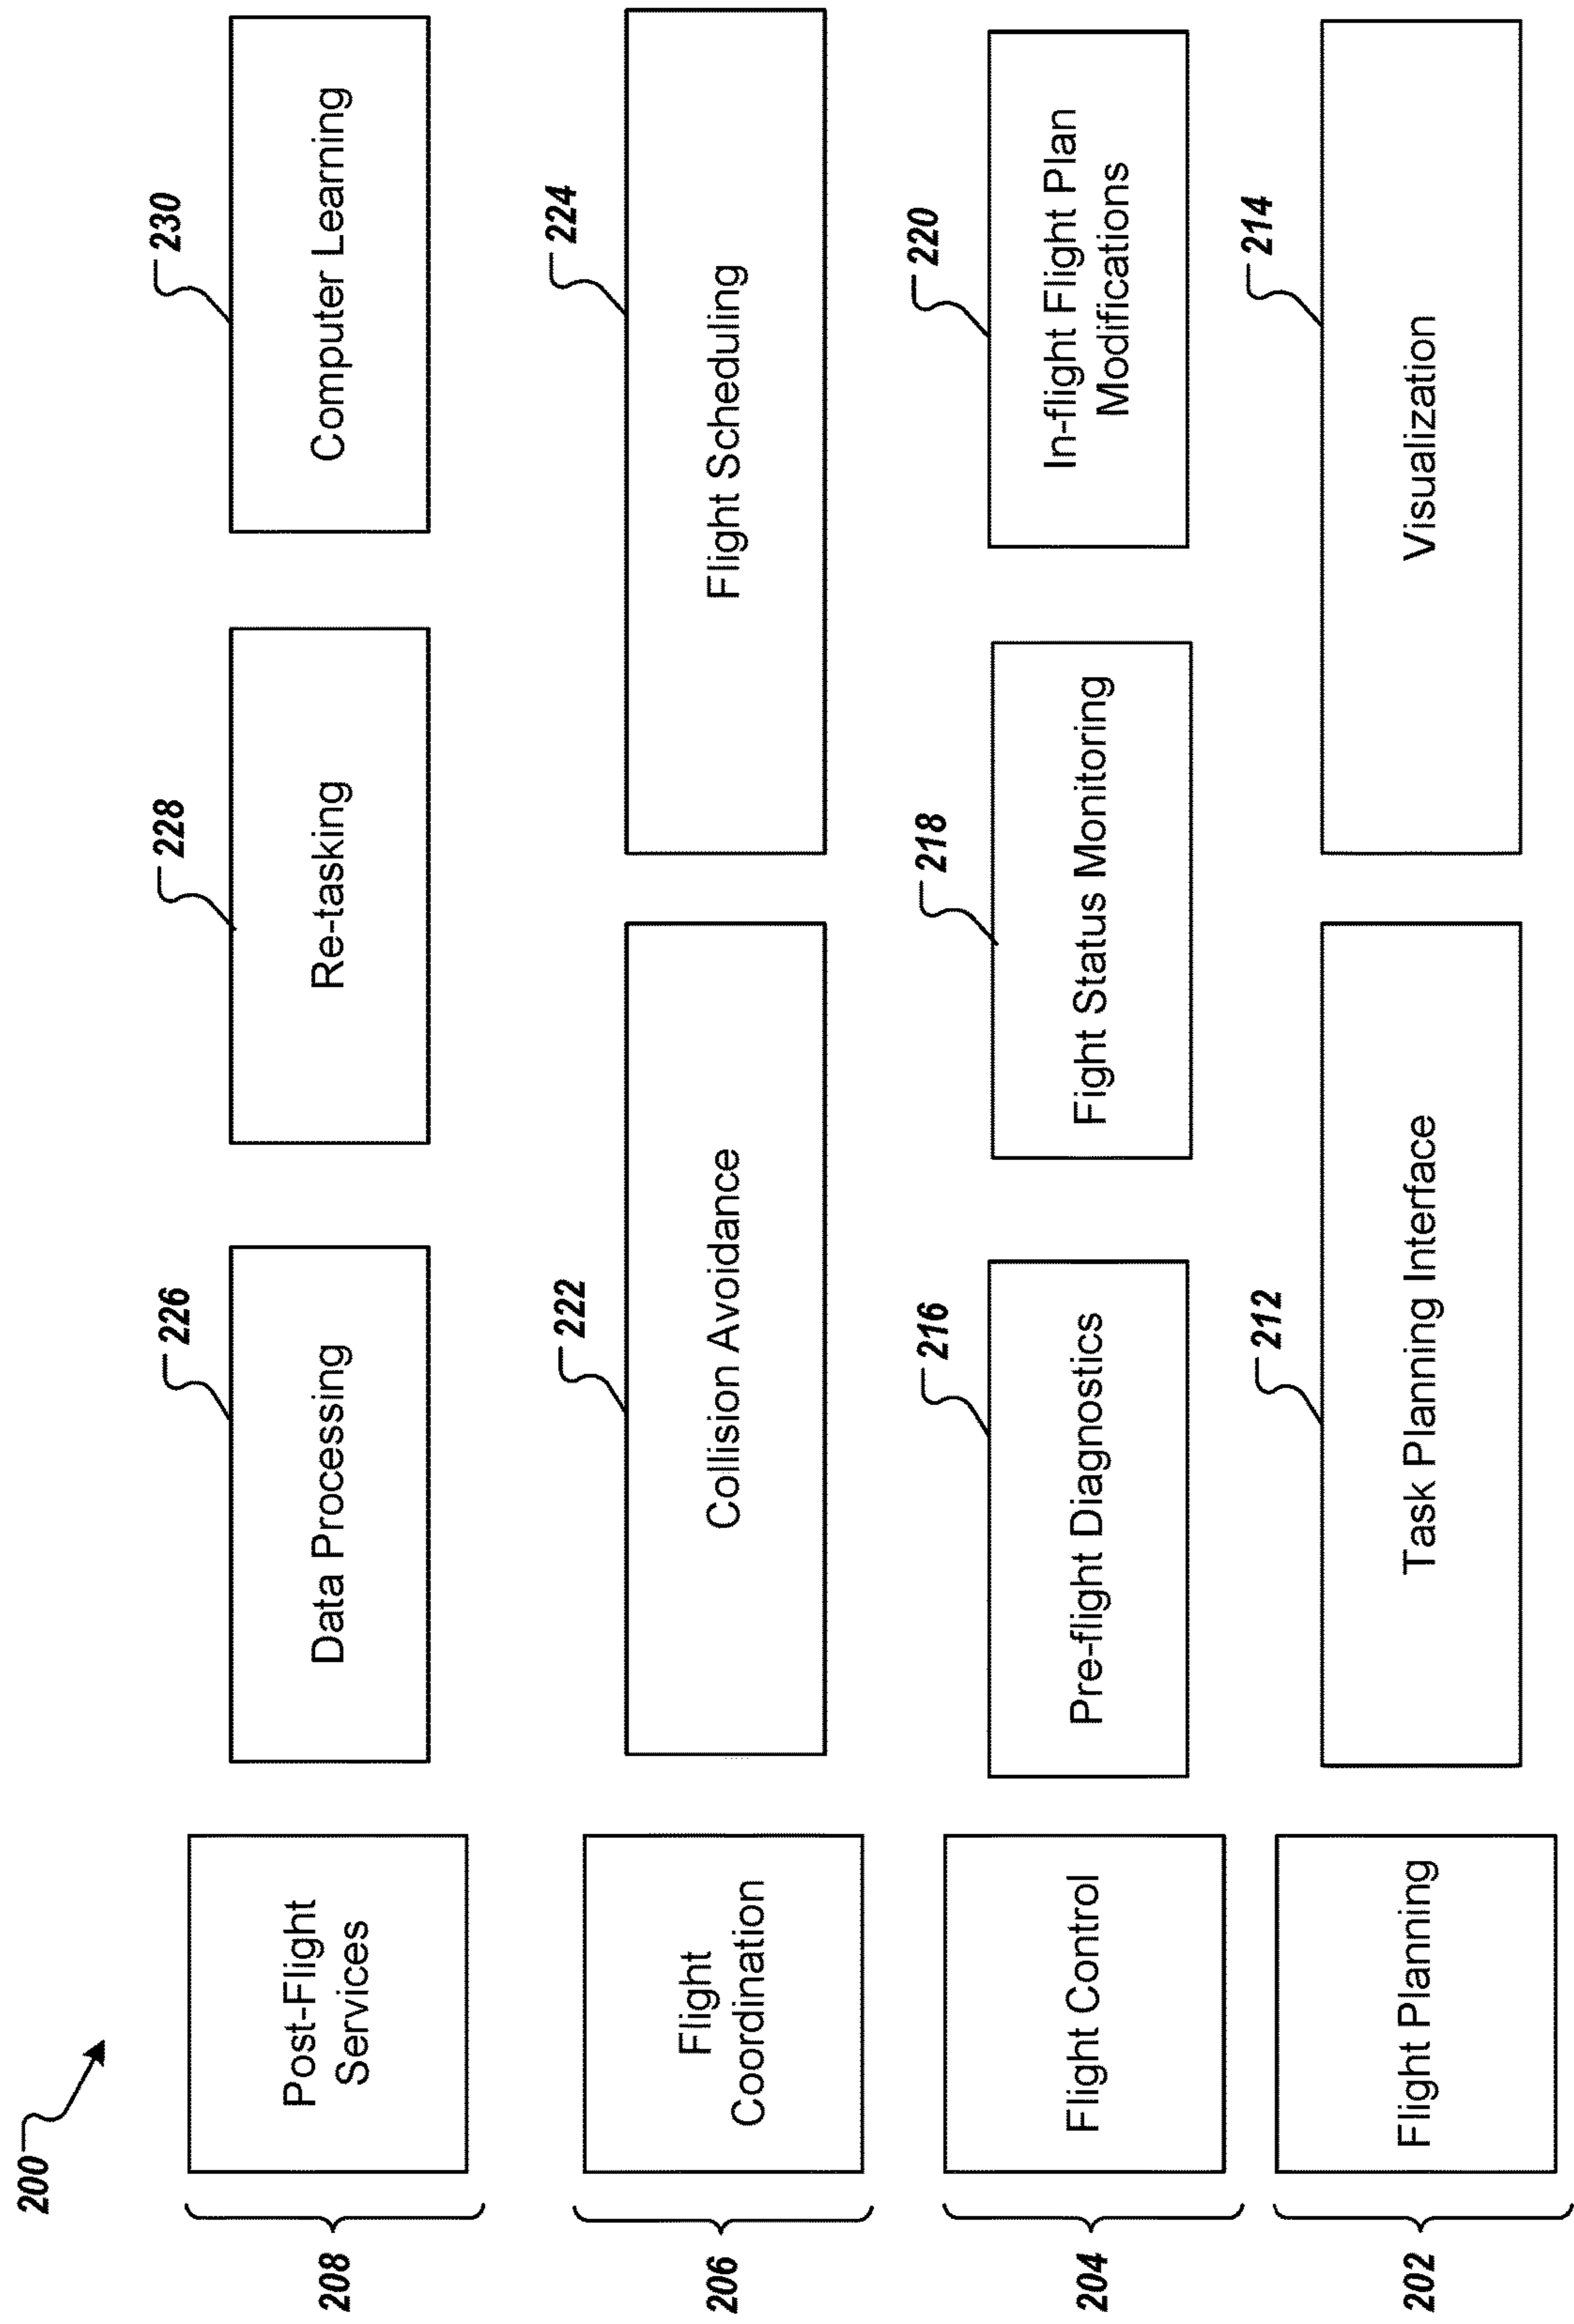 200
208
Post-Flight
Services
226
Data Processing
228
Re-tasking
230
Computer Learning
206
Flight
Coordination
222
Collision Avoidance
224
Flight Scheduling
204
Flight Control
216
Pre-flight Diagnostics
218
Fight Status Monitoring
220
In-flight Flight Plan
Modifications
202
Flight Planning
212
Task Planning Interface
214
Visualization